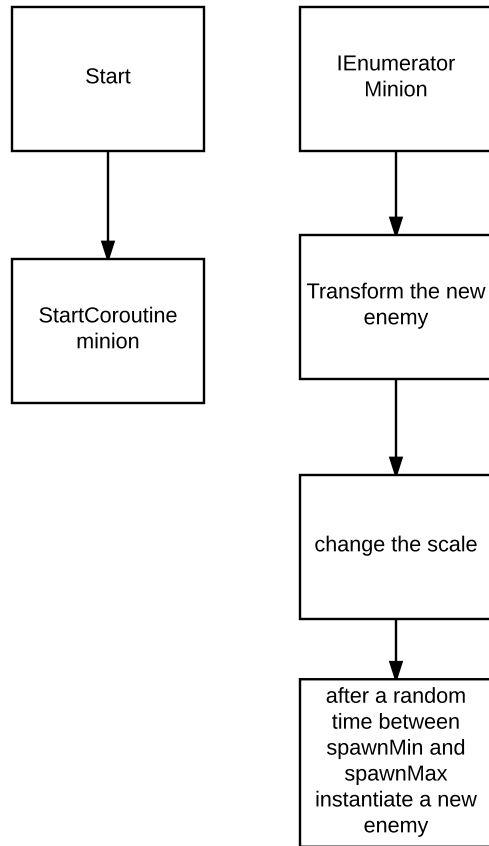 Start
StartCoroutine
minion
IEnumerator
Minion
Transform the new
enemy
change the scale
after a random
time between
spawnMin and
spawnMax
instantiate a new
enemy